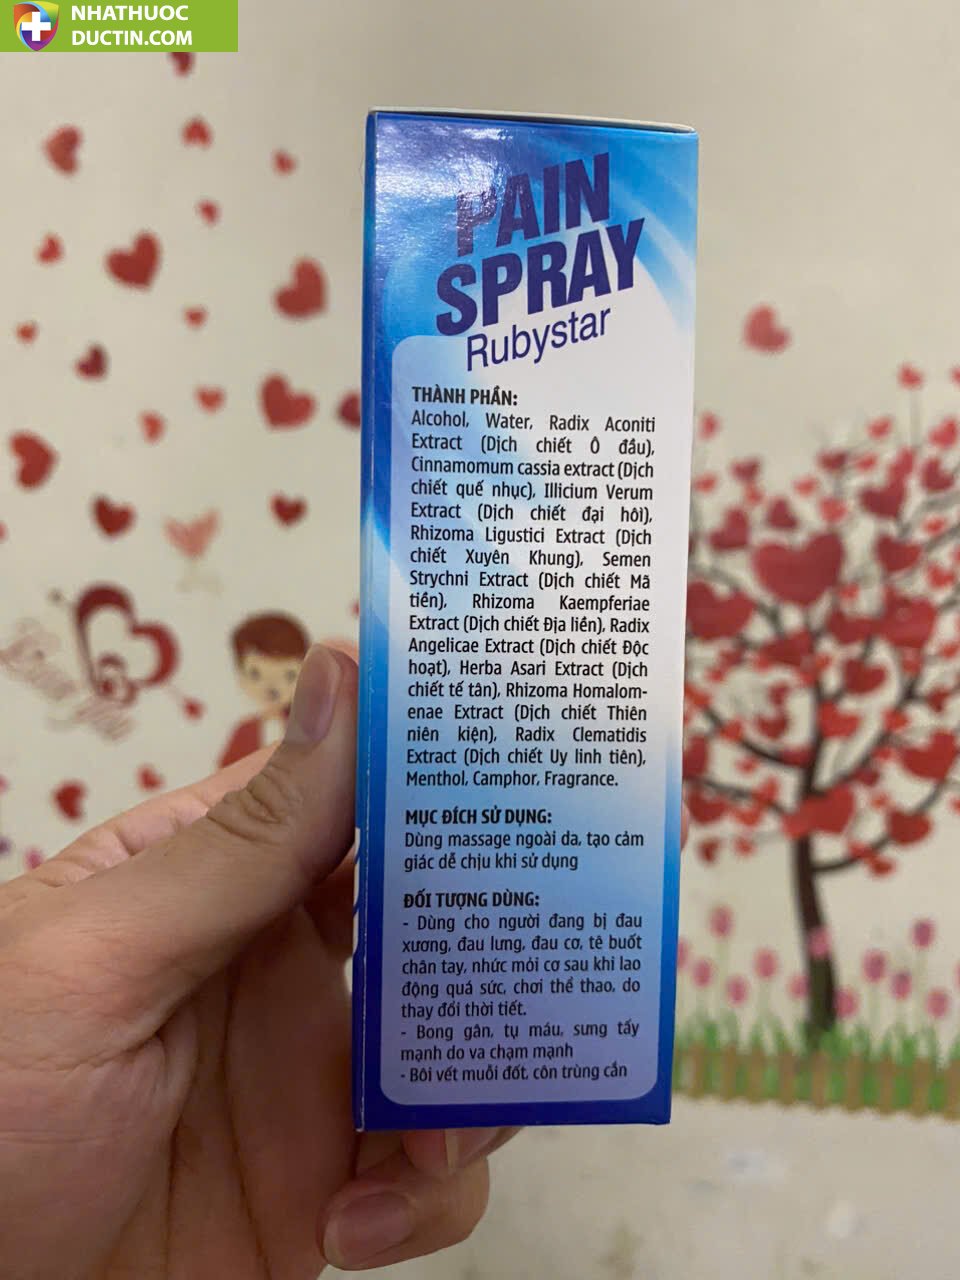 NHATHUOC
DUCTIN.COM
PAIN
SPRAY
Rubystar
THÀNH PHẦN:
Alcohol, Water, Radix Aconiti
Extract (Dịch chiết Ô đầu),
Cinnamomum cassia extract (Dịch
chiết quế nhục), Illicium Verum
Extract (Dịch chiết đại hồi),
Rhizoma Ligustici Extract (Dịch
chiết Xuyên Khung), Semen
Strychni Extract (Dịch chiết Mã
tiền), Rhizoma Kaempferiae
Extract (Dịch chiết Địa liền), Radix
Angelicae Extract (Dịch chiết Độc
hoạt), Herba Asari Extract (Dịch
chiết tế tân), Rhizoma Homalom-
enae Extract (Dịch chiết Thiên
niên kiện), Radix Clematidis
Extract (Dịch chiết Uy linh tiên),
Menthol, Camphor, Fragrance.
MỤC ĐÍCH SỬ DỤNG:
Dùng massage ngoài da, tạo cảm
giác dễ chịu khi sử dụng
ĐỐI TƯỢNG DÙNG:
- Dùng cho người đang bị đau
xương, đau lưng, đau cơ, tê buốt
chân tay, nhức mỏi cơ sau khi lao
động quá sức, chơi thể thao, do
thay đổi thời tiết.
- Bong gân, tụ máu, sưng tấy
mạnh do va chạm mạnh
- Bôi vết muỗi đốt, côn trùng cắn